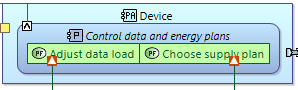 PA Device
P Control data and energy plans
PF Adjust data load PF Choose supply plan